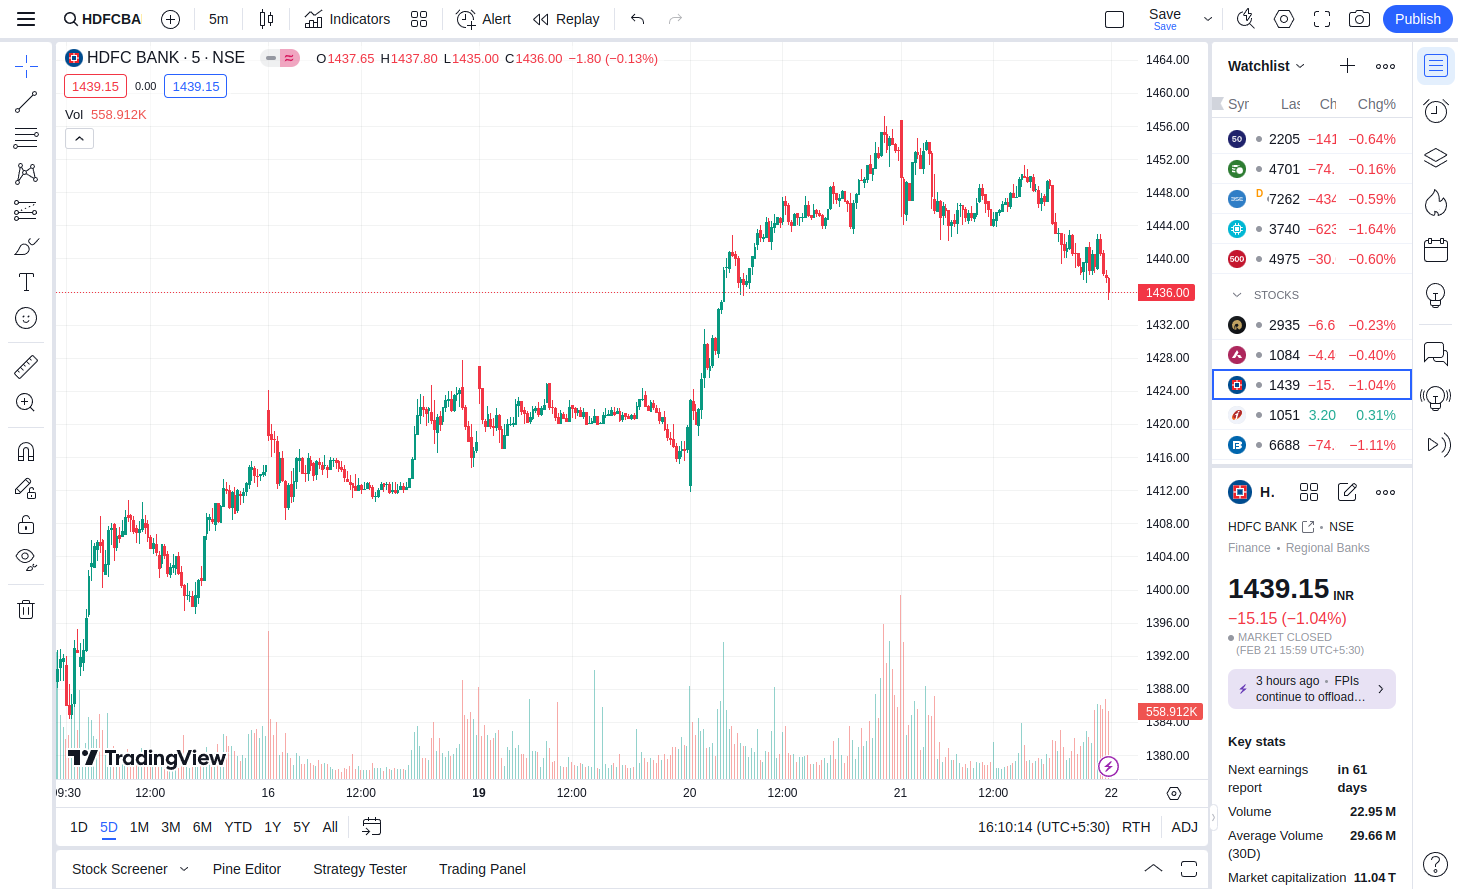 HDFCBA 5m Indicators Alert Replay Save Save Publish
HDFC BANK · 5 · NSE O1437.65 H1437.80 L1435.00 C1436.00 −1.80 (−0.13%)
1439.15 0.00 1439.15
Vol 558.912K
1464.00
1460.00
1456.00
1452.00
1448.00
1444.00
1440.00
1436.00
1432.00
1428.00
1424.00
1420.00
1416.00
1412.00
1408.00
1404.00
1400.00
1396.00
1392.00
1388.00
558.912K
1384.00
1380.00
TradingView
9:30 12:00 16 12:00 19 12:00 20 12:00 21 12:00 22
1D 5D 1M 3M 6M YTD 1Y 5Y All 16:10:14 (UTC+5:30) RTH ADJ
Stock Screener Pine Editor Strategy Tester Trading Panel
Watchlist
Syr Las Ch Chg%
50 2205 −141 −0.64%
4701 −74. −0.16%
D 7262 −434 −0.59%
3740 −623 −1.64%
500 4975 −30. −0.60%
STOCKS
2935 −6.6 −0.23%
1084 −4.4 −0.40%
1439 −15. −1.04%
1051 3.20 0.31%
6688 −74. −1.11%
H.
HDFC BANK • NSE
Finance • Regional Banks
1439.15 INR
−15.15 (−1.04%)
MARKET CLOSED
(FEB 21 15:59 UTC+5:30)
3 hours ago • FPIs
continue to offload…
Key stats
Next earnings report in 61 days
Volume 22.95 M
Average Volume (30D) 29.66 M
Market capitalization 11.04 T